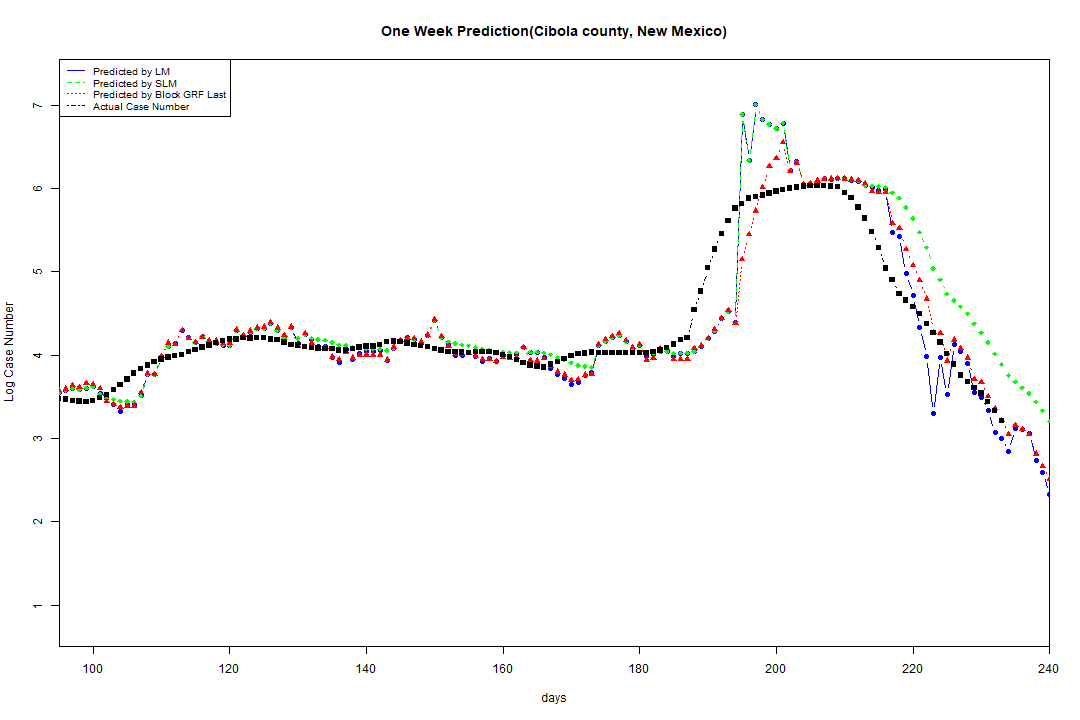 One Week Prediction(Cibola county, New Mexico)
Predicted by LM
Predicted by SLM
Predicted by Block GRF Last
Actual Case Number
7
6
5
4
3
2
1
Log Case Number
100 120 140 160 180 200 220 240
days